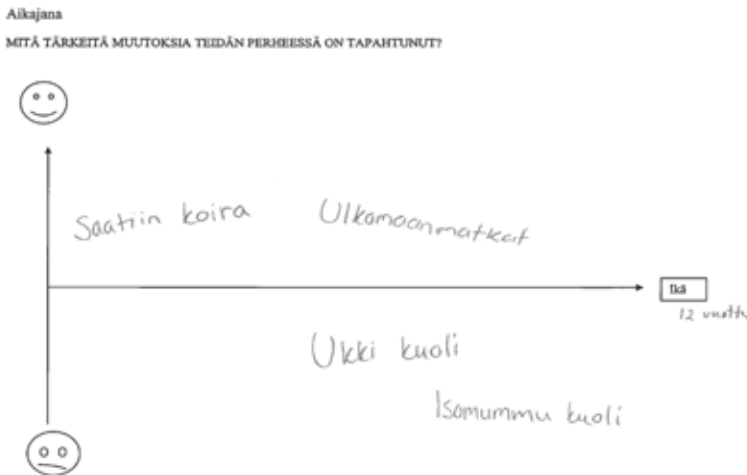 Aikajana
MITÄ TÄRKEITÄ MUUTOKSIA TEIDÄN PERHEESSÄ ON TAPAHTUNUT?
Saatiin koira
Ulkomaanmatkat
Ikä
12 vuotta
Ukki kuoli
Isomummu kuoli